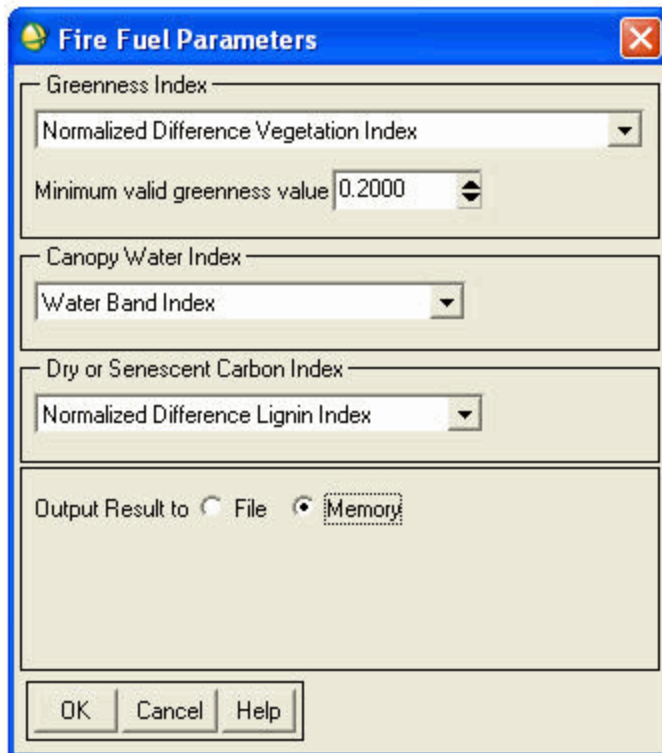 Fire Fuel Parameters
Greenness Index
Normalized Difference Vegetation Index
Minimum valid greenness value 0.2000
Canopy Water Index
Water Band Index
Dry or Senescent Carbon Index
Normalized Difference Lignin Index
Output Result to File Memory
OK Cancel Help